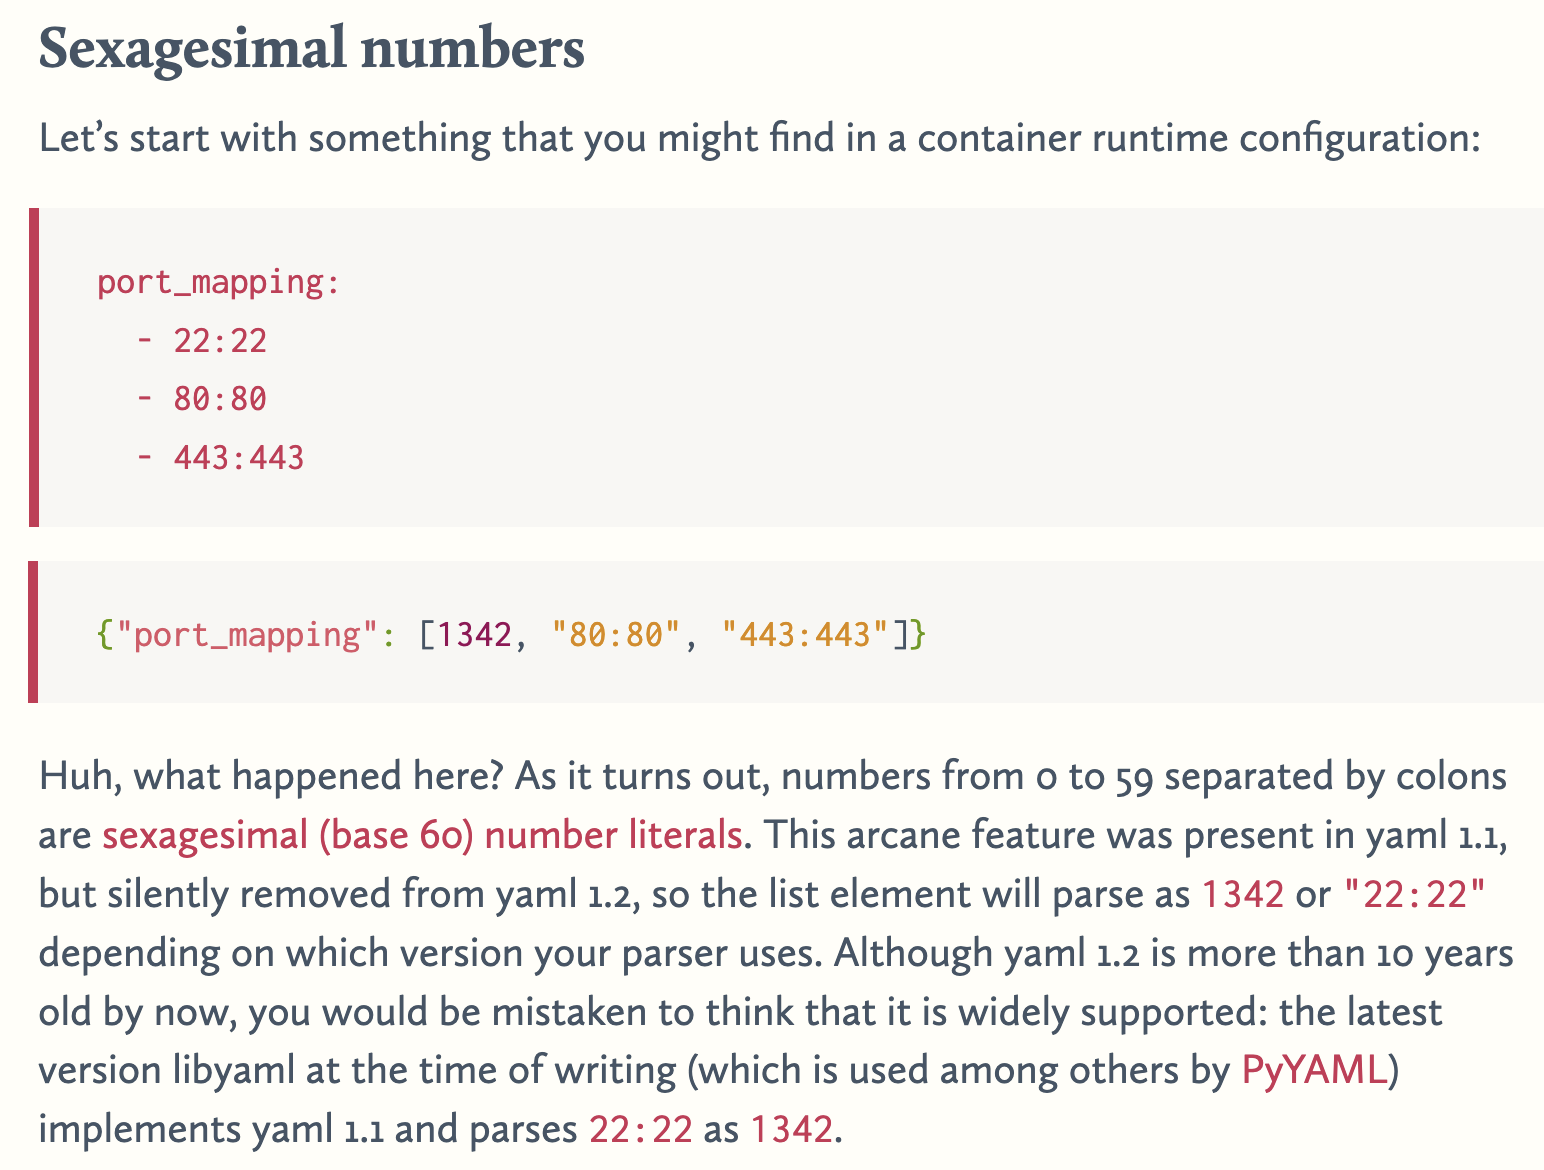 Sexagesimal numbers
Let’s start with something that you might find in a container runtime configuration:
port_mapping:
  - 22:22
  - 80:80
  - 443:443
{"port_mapping": [1342, "80:80", "443:443"]}
Huh, what happened here? As it turns out, numbers from 0 to 59 separated by colons
are sexagesimal (base 60) number literals. This arcane feature was present in yaml 1.1,
but silently removed from yaml 1.2, so the list element will parse as 1342 or "22:22"
depending on which version your parser uses. Although yaml 1.2 is more than 10 years
old by now, you would be mistaken to think that it is widely supported: the latest
version libyaml at the time of writing (which is used among others by PyYAML)
implements yaml 1.1 and parses 22:22 as 1342.